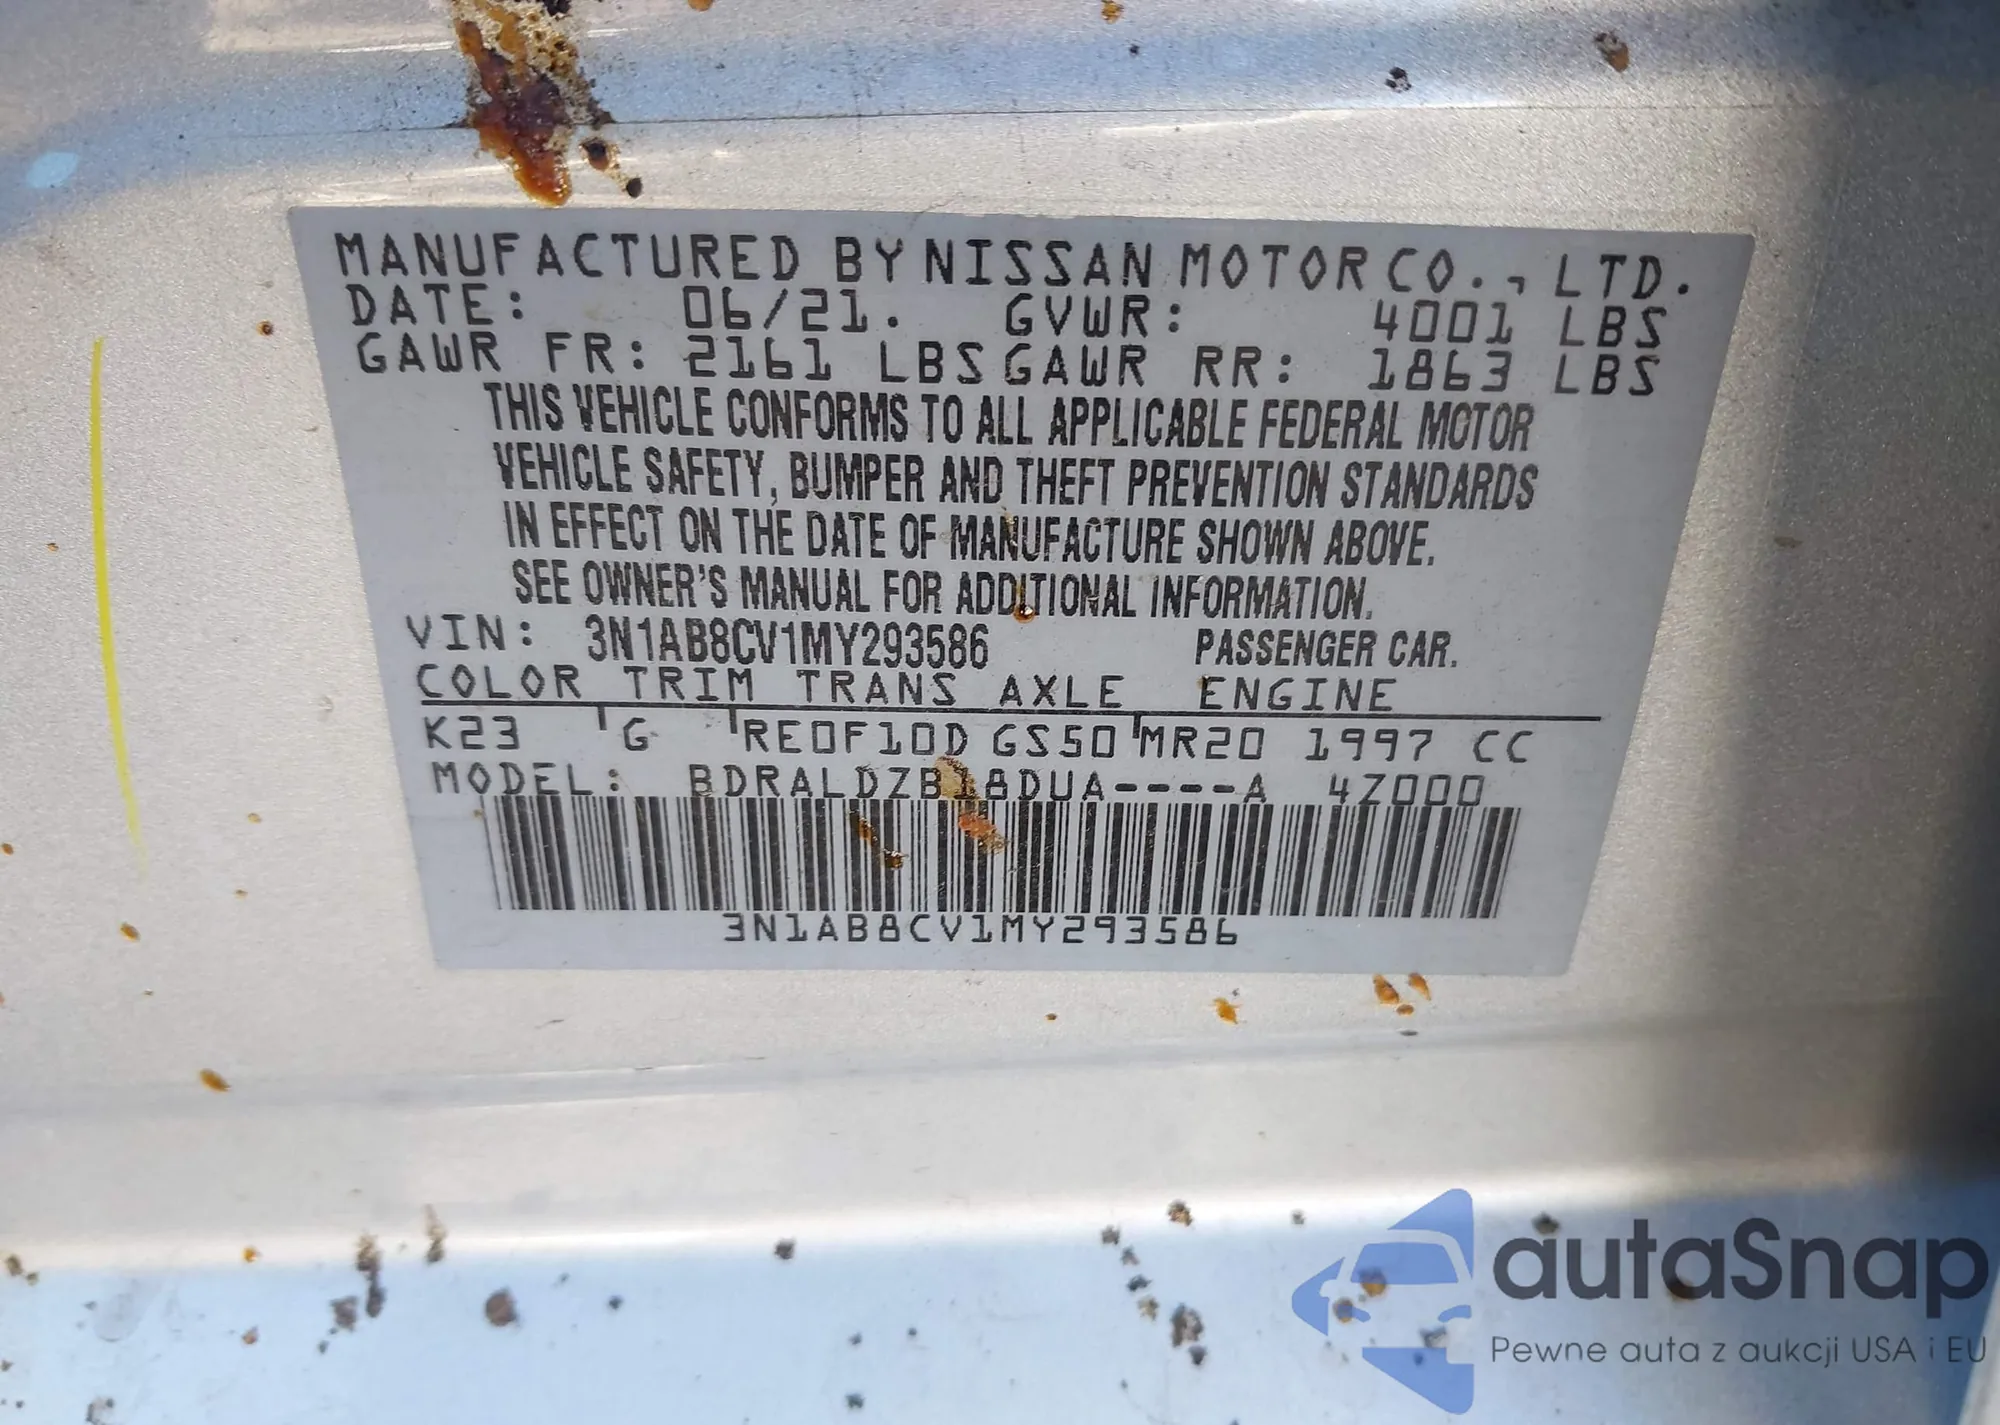 MANUFACTURED BY NISSAN MOTOR CO., LTD.
DATE: 06/21. GVWR: 4001 LBS
GAWR FR: 2161 LBS GAWR RR: 1863 LBS
THIS VEHICLE CONFORMS TO ALL APPLICABLE FEDERAL MOTOR
VEHICLE SAFETY, BUMPER AND THEFT PREVENTION STANDARDS
IN EFFECT ON THE DATE OF MANUFACTURE SHOWN ABOVE.
SEE OWNER'S MANUAL FOR ADDITIONAL INFORMATION.
VIN: 3N1AB8CV1MY293586 PASSENGER CAR.
COLOR TRIM TRANS AXLE ENGINE
K23 G RE0F10D GS50 MR20 1997 CC
MODEL: BDRALDZB18DUA----A 4Z000
3N1AB8CV1MY293586
autaSnap
Pewne auta z aukcji USA i EU